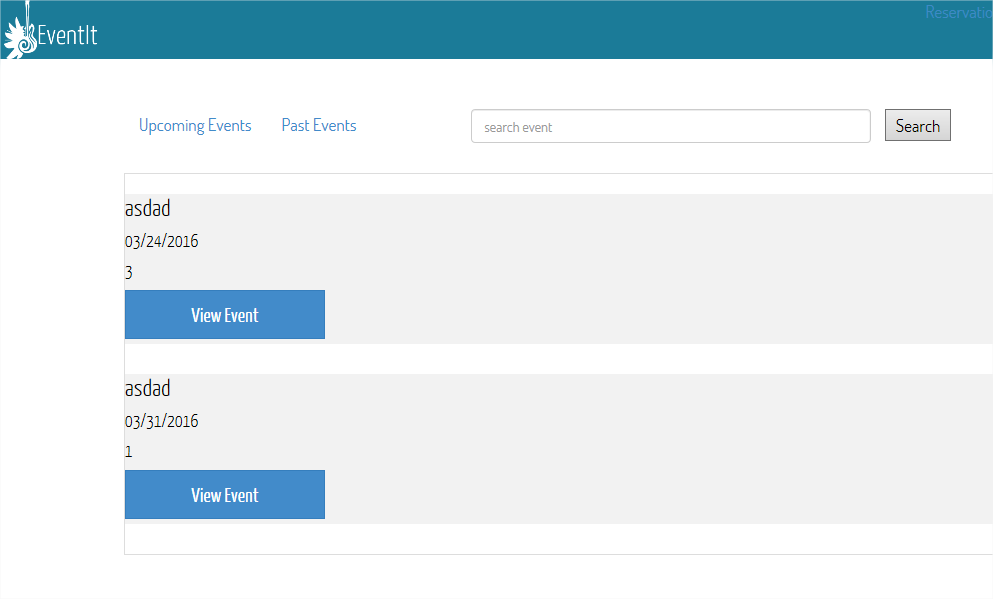 EventIt
Reservatio
Upcoming Events Past Events search event Search
asdad
03/24/2016
3
View Event
asdad
03/31/2016
1
View Event